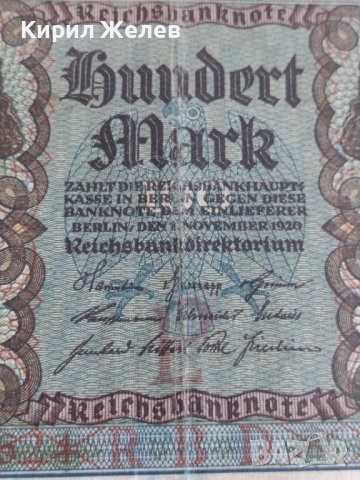 Кирил Желев
Reichsbanknote
Hundert
Mark
ZAHLT DIE REICHSBANKHAUPT-
KASSE IN BERLIN GEGEN DIESE
BANKNOTE DEM EINLIEFERER
BERLIN, DEN 1. NOVEMBER 1920
Reichsbankdirektorium
Reichsbanknote
BAZAR